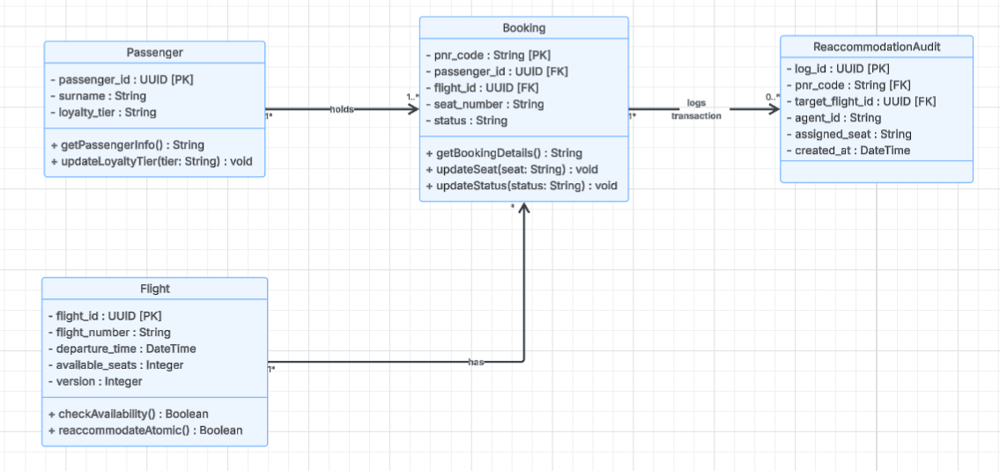 Passenger
- passenger_id : UUID [PK]
- surname : String
- loyalty_tier : String
+ getPassengerInfo() : String
+ updateLoyaltyTier(tier: String) : void
1*
holds
1..*
Booking
- pnr_code : String [PK]
- passenger_id : UUID [FK]
- flight_id : UUID [FK]
- seat_number : String
- status : String
+ getBookingDetails() : String
+ updateSeat(seat: String) : void
+ updateStatus(status: String) : void
1*
logs
transaction
0..*
ReaccommodationAudit
- log_id : UUID [PK]
- pnr_code : String [FK]
- target_flight_id : UUID [FK]
- agent_id : String
- assigned_seat : String
- created_at : DateTime
*
Flight
- flight_id : UUID [PK]
- flight_number : String
- departure_time : DateTime
- available_seats : Integer
- version : Integer
+ checkAvailability() : Boolean
+ reaccommodateAtomic() : Boolean
1*
has